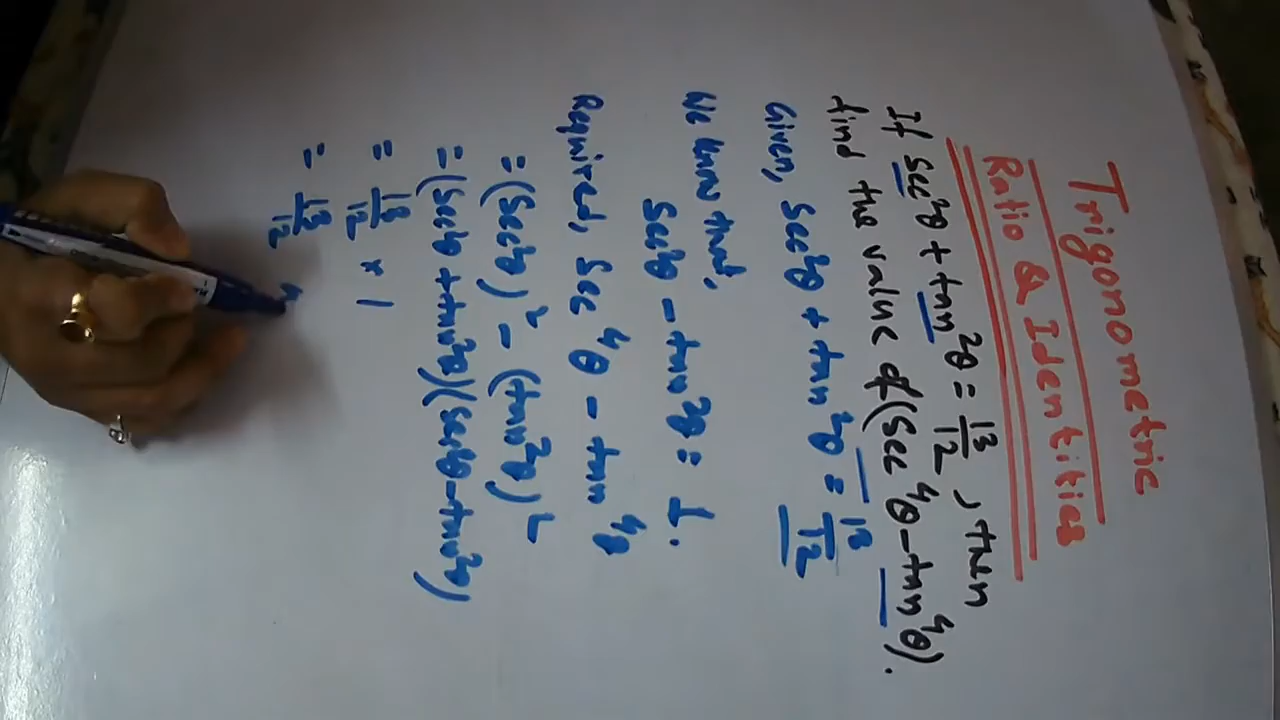 Trigonometric
Ratio & Identities
If sec²θ + tan²θ = 13/12, then
find the value of (sec⁴θ - tan⁴θ).
Given, sec²θ + tan²θ = 13/12
We know that,
sec²θ - tan²θ = 1.
Required, sec⁴θ - tan⁴θ
= (sec²θ)² - (tan²θ)²
= (sec²θ + tan²θ)(sec²θ - tan²θ)
= 13/12 × 1
= 13/12